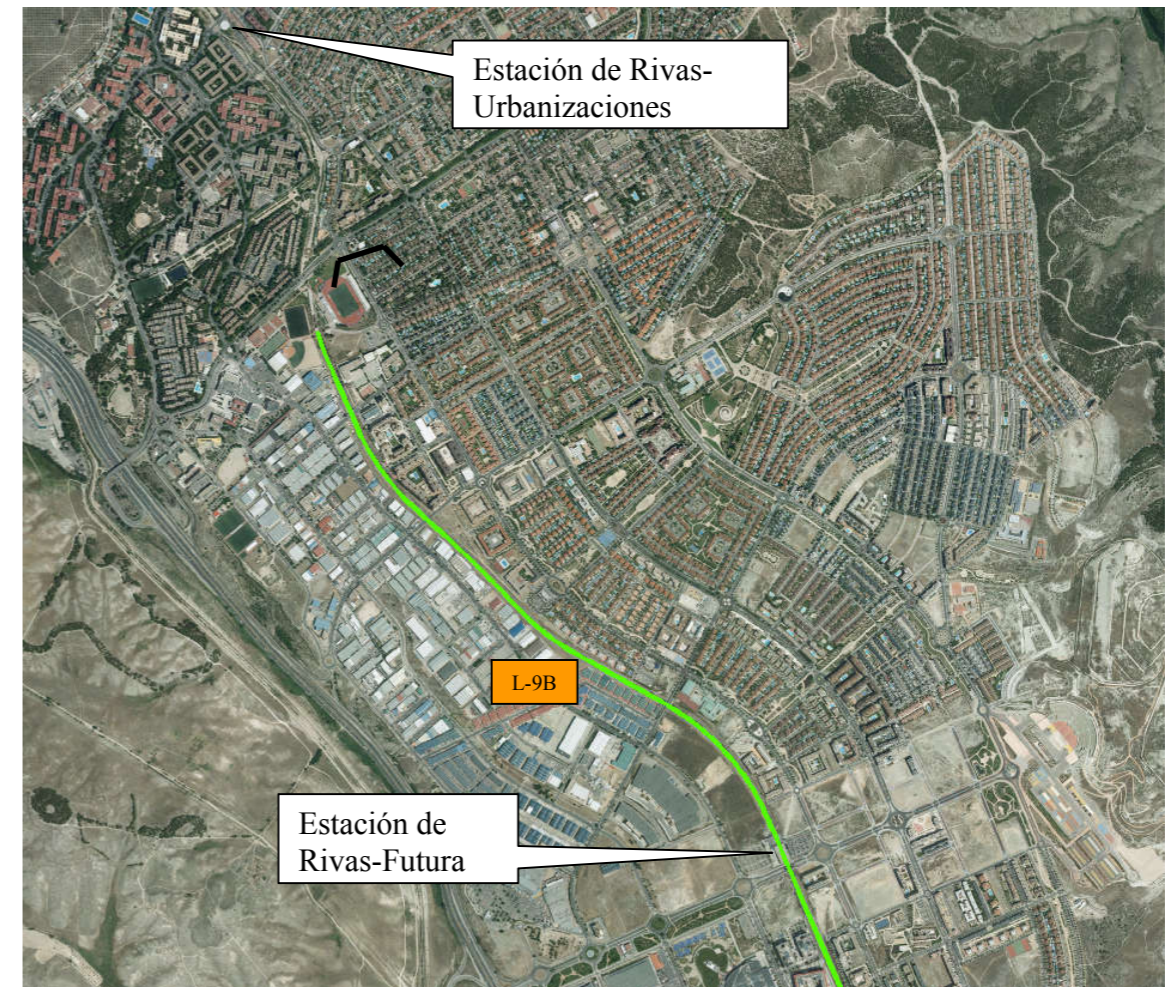 Estación de Rivas-
Urbanizaciones
L-9B
Estación de
Rivas-Futura